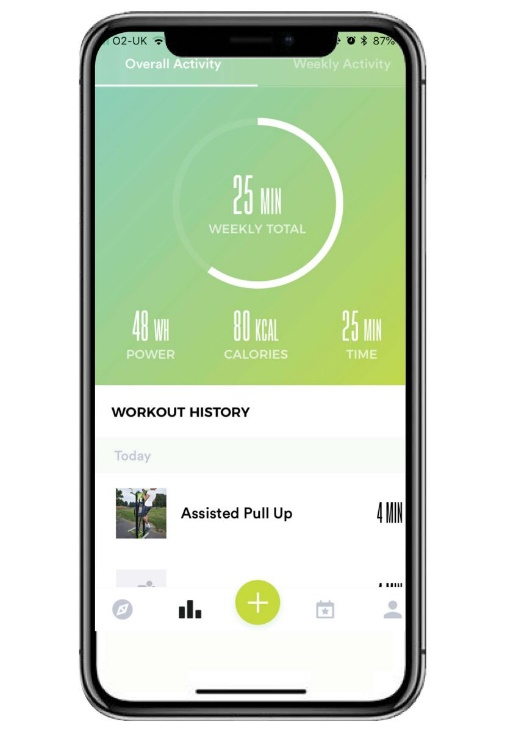 O2-UK 87%
Overall Activity Weekly Activity
25 MIN
WEEKLY TOTAL
48 WH 80 KCAL 25 MIN
POWER CALORIES TIME
WORKOUT HISTORY
Today
Assisted Pull Up 4 MIN